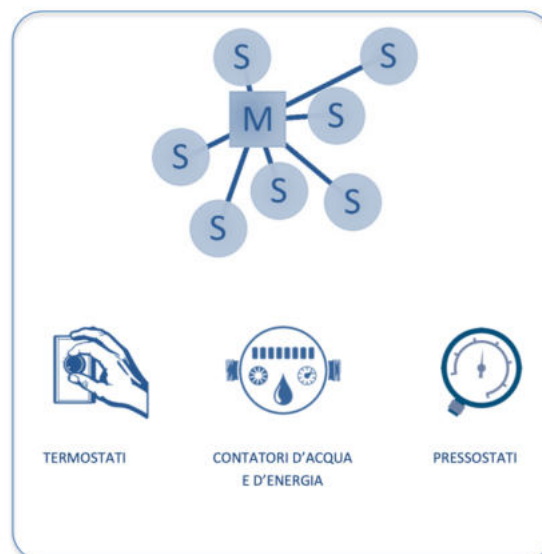 S
S
M
S
S
S
S
S
TERMOSTATI
CONTATORI D'ACQUA
E D'ENERGIA
PRESSOSTATI